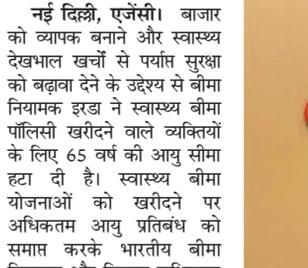 नई दिल्ली, एजेंसी। बाजार
को व्यापक बनाने और स्वास्थ्य
देखभाल खर्चों से पर्याप्त सुरक्षा
को बढ़ावा देने के उद्देश्य से बीमा
नियामक इरडा ने स्वास्थ्य बीमा
पॉलिसी खरीदने वाले व्यक्तियों
के लिए 65 वर्ष की आयु सीमा
हटा दी है। स्वास्थ्य बीमा
योजनाओं को खरीदने पर
अधिकतम आयु प्रतिबंध को
समाप्त करके भारतीय बीमा